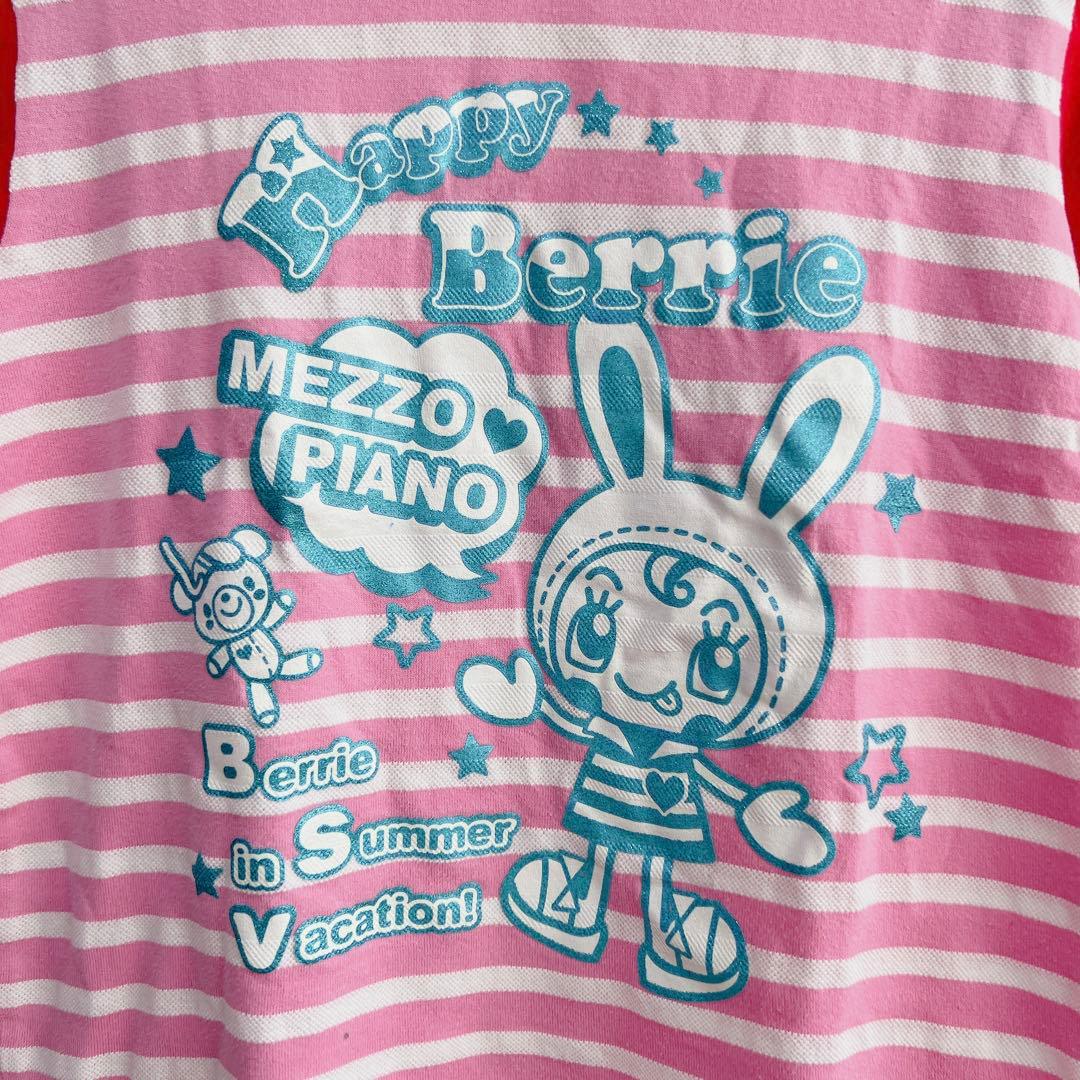 Happy
Berrie
MEZZO
PIANO
Berrie
in Summer
Vacation!